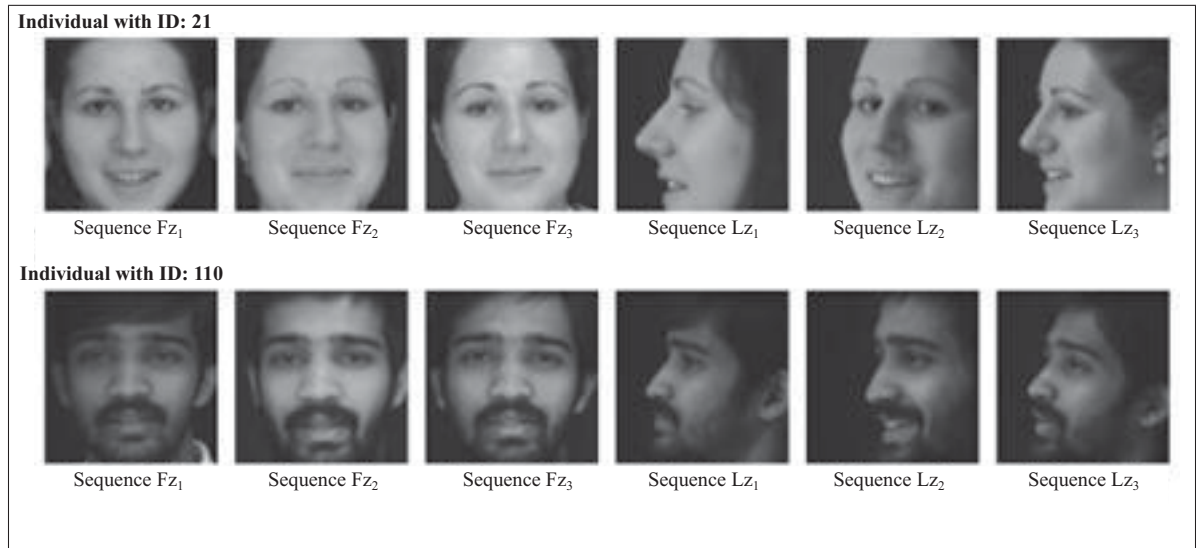 Individual with ID: 21
Sequence Fz₁ Sequence Fz₂ Sequence Fz₃ Sequence Lz₁ Sequence Lz₂ Sequence Lz₃
Individual with ID: 110
Sequence Fz₁ Sequence Fz₂ Sequence Fz₃ Sequence Lz₁ Sequence Lz₂ Sequence Lz₃